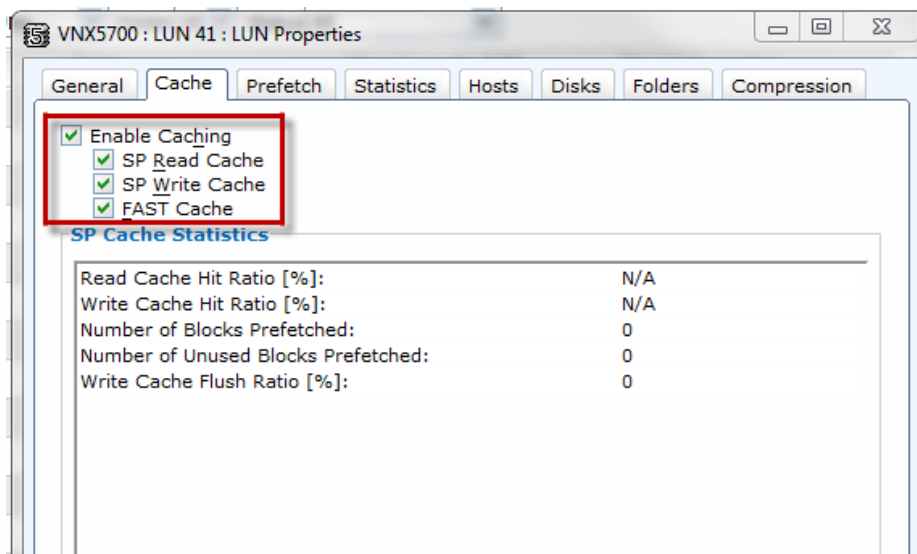 VNX5700 : LUN 41 : LUN Properties
General Cache Prefetch Statistics Hosts Disks Folders Compression
Enable Caching
SP Read Cache
SP Write Cache
FAST Cache
SP Cache Statistics
Read Cache Hit Ratio [%]: N/A
Write Cache Hit Ratio [%]: N/A
Number of Blocks Prefetched: 0
Number of Unused Blocks Prefetched: 0
Write Cache Flush Ratio [%]: 0